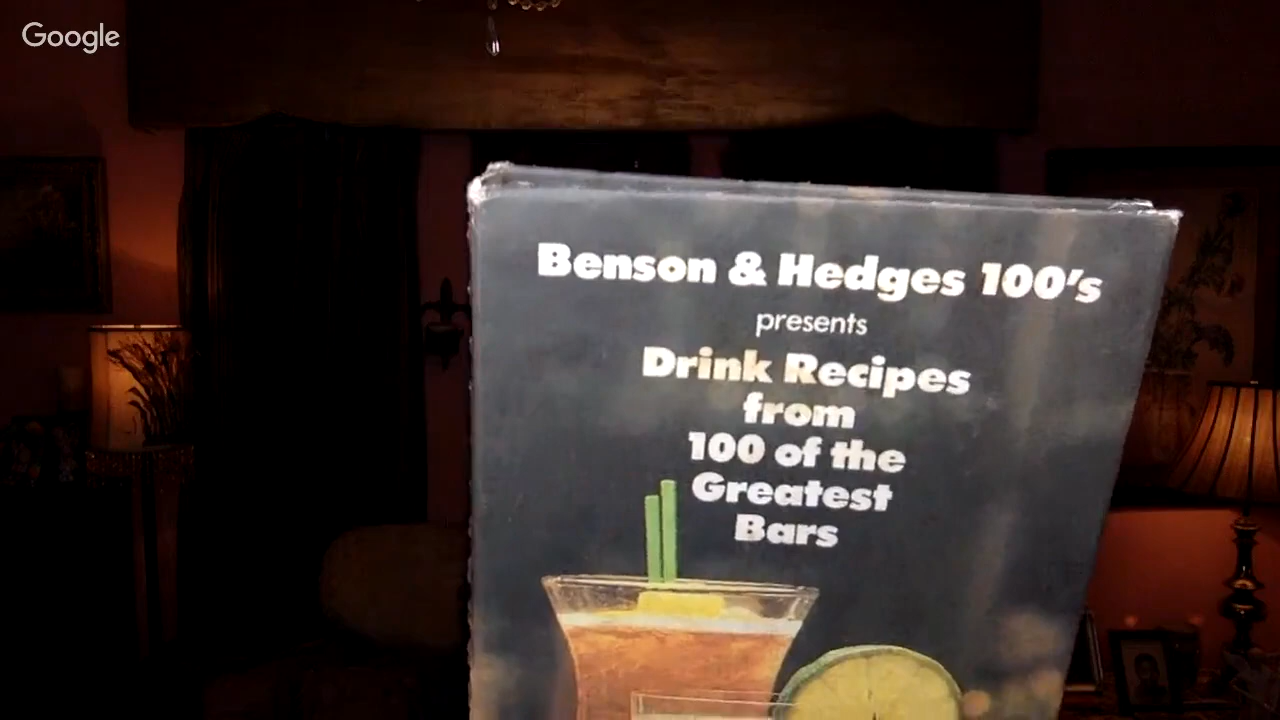 Google
Benson & Hedges 100's
presents
Drink Recipes
from
100 of the
Greatest
Bars